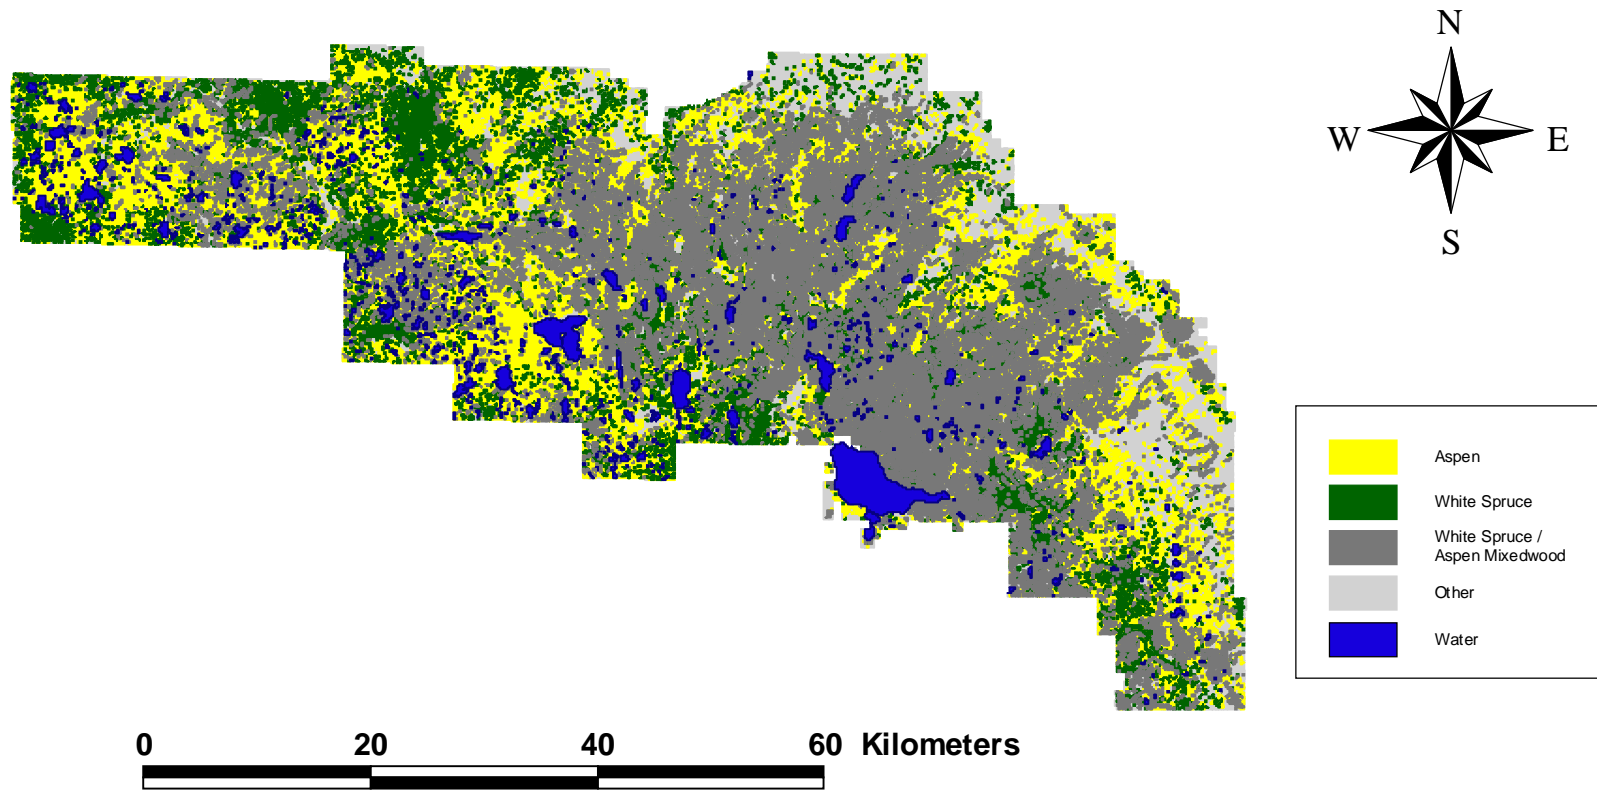 N
W E
S
Aspen
White Spruce
White Spruce /
Aspen Mixedwood
Other
Water
0 20 40 60 Kilometers